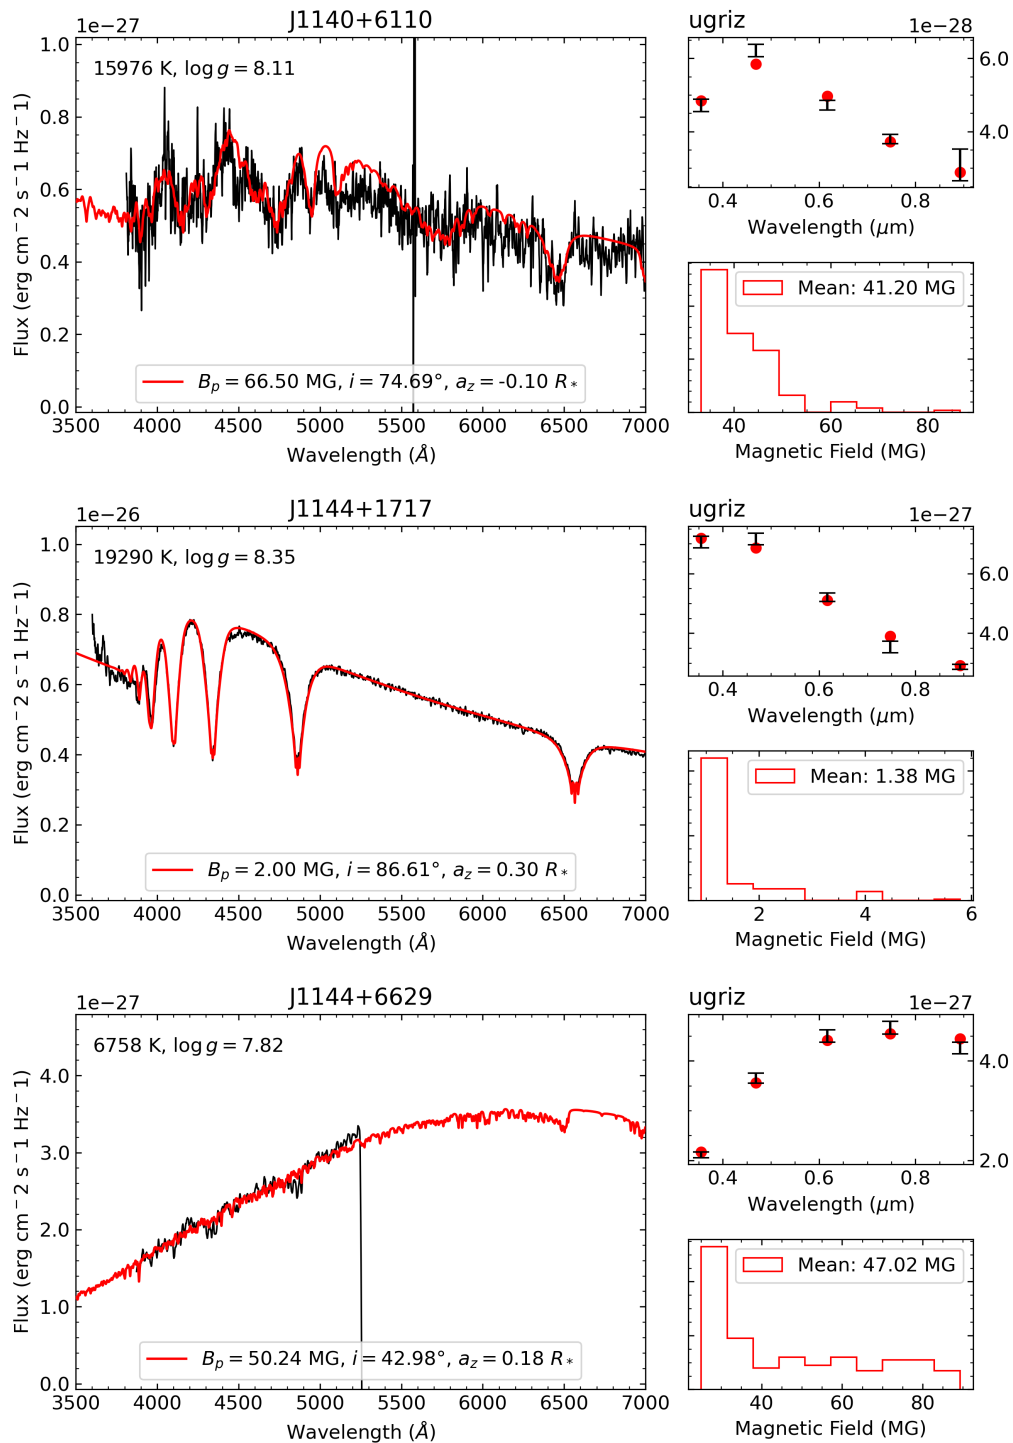 1e−27 J1140+6110
15976 K, log g = 8.11
Flux (erg cm−2 s−1 Hz−1)
1.0
0.8
0.6
0.4
0.2
0.0
B_p = 66.50 MG, i = 74.69°, a_z = -0.10 R_*
3500 4000 4500 5000 5500 6000 6500 7000
Wavelength (Å)
ugriz 1e−28
6.0
4.0
0.4 0.6 0.8
Wavelength (μm)
Mean: 41.20 MG
40 60 80
Magnetic Field (MG)
1e−26 J1144+1717
19290 K, log g = 8.35
Flux (erg cm−2 s−1 Hz−1)
1.0
0.8
0.6
0.4
0.2
0.0
B_p = 2.00 MG, i = 86.61°, a_z = 0.30 R_*
3500 4000 4500 5000 5500 6000 6500 7000
Wavelength (Å)
ugriz 1e−27
6.0
4.0
0.4 0.6 0.8
Wavelength (μm)
Mean: 1.38 MG
2 4 6
Magnetic Field (MG)
1e−27 J1144+6629
6758 K, log g = 7.82
Flux (erg cm−2 s−1 Hz−1)
4.0
3.0
2.0
1.0
0.0
B_p = 50.24 MG, i = 42.98°, a_z = 0.18 R_*
3500 4000 4500 5000 5500 6000 6500 7000
Wavelength (Å)
ugriz 1e−27
4.0
2.0
0.4 0.6 0.8
Wavelength (μm)
Mean: 47.02 MG
40 60 80
Magnetic Field (MG)